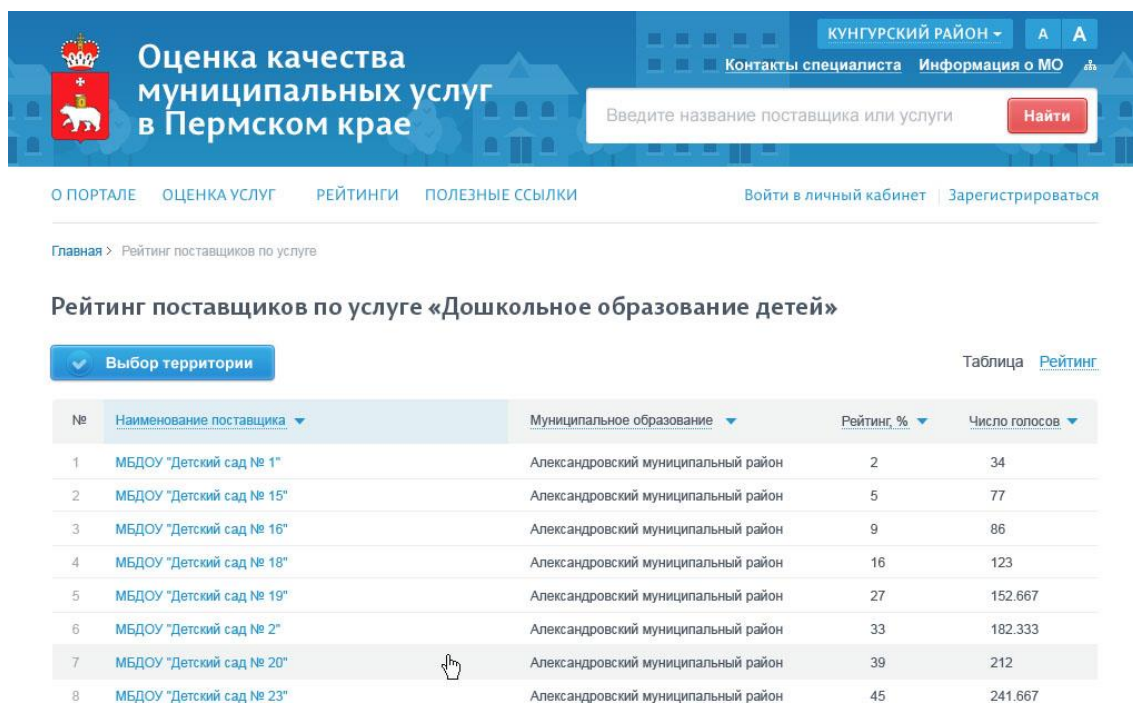 КУНГУРСКИЙ РАЙОН A A
Оценка качества
муниципальных услуг
в Пермском крае
Контакты специалиста Информация о МО
Введите название поставщика или услуги Найти
О ПОРТАЛЕ ОЦЕНКА УСЛУГ РЕЙТИНГИ ПОЛЕЗНЫЕ ССЫЛКИ Войти в личный кабинет Зарегистрироваться
Главная > Рейтинг поставщиков по услуге
Рейтинг поставщиков по услуге «Дошкольное образование детей»
Выбор территории Таблица Рейтинг
№ Наименование поставщика Муниципальное образование Рейтинг, % Число голосов
1 МБДОУ "Детский сад № 1" Александровский муниципальный район 2 34
2 МБДОУ "Детский сад № 15" Александровский муниципальный район 5 77
3 МБДОУ "Детский сад № 16" Александровский муниципальный район 9 86
4 МБДОУ "Детский сад № 18" Александровский муниципальный район 16 123
5 МБДОУ "Детский сад № 19" Александровский муниципальный район 27 152.667
6 МБДОУ "Детский сад № 2" Александровский муниципальный район 33 182.333
7 МБДОУ "Детский сад № 20" Александровский муниципальный район 39 212
8 МБДОУ "Детский сад № 23" Александровский муниципальный район 45 241.667